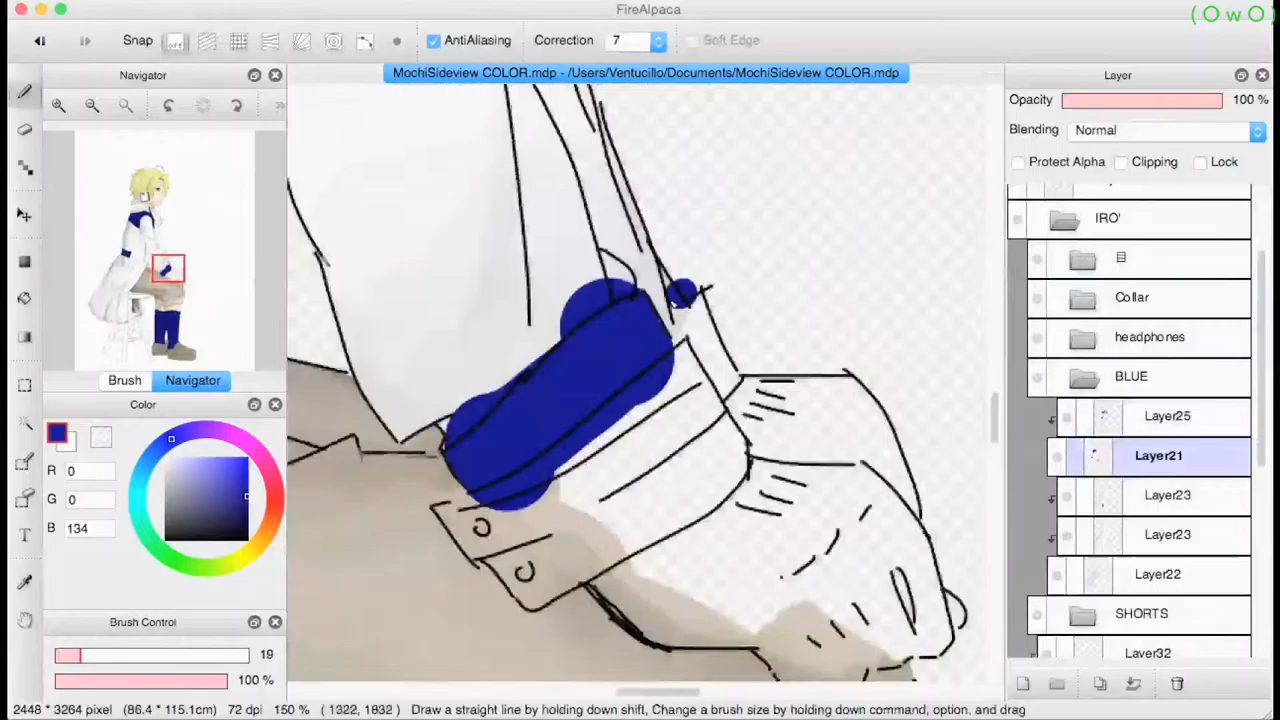 FireAlpaca
( O w O )
Snap off AntiAliasing Correction 7 Soft Edge
Navigator
MochiSideview COLOR.mdp - /Users/Ventucillo/Documents/MochiSideview COLOR.mdp
Layer
Opacity 100 %
Blending Normal
Protect Alpha Clipping Lock
IRO'
目
Collar
headphones
BLUE
Layer25
Layer21
Layer23
Layer23
Layer22
SHORTS
Layer32
Brush Navigator
Color
R 0
G 0
B 134
Brush Control
19
100 %
2448 * 3264 pixel (86.4 * 115.1cm) 72 dpi 150 % ( 1322, 1832 ) Draw a straight line by holding down shift, Change a brush size by holding down command, option, and drag